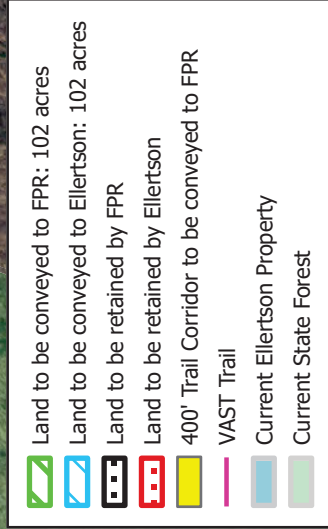 Land to be conveyed to FPR: 102 acres
Land to be conveyed to Ellertson: 102 acres
Land to be retained by FPR
Land to be retained by Ellertson
400' Trail Corridor to be conveyed to FPR
VAST Trail
Current Ellertson Property
Current State Forest